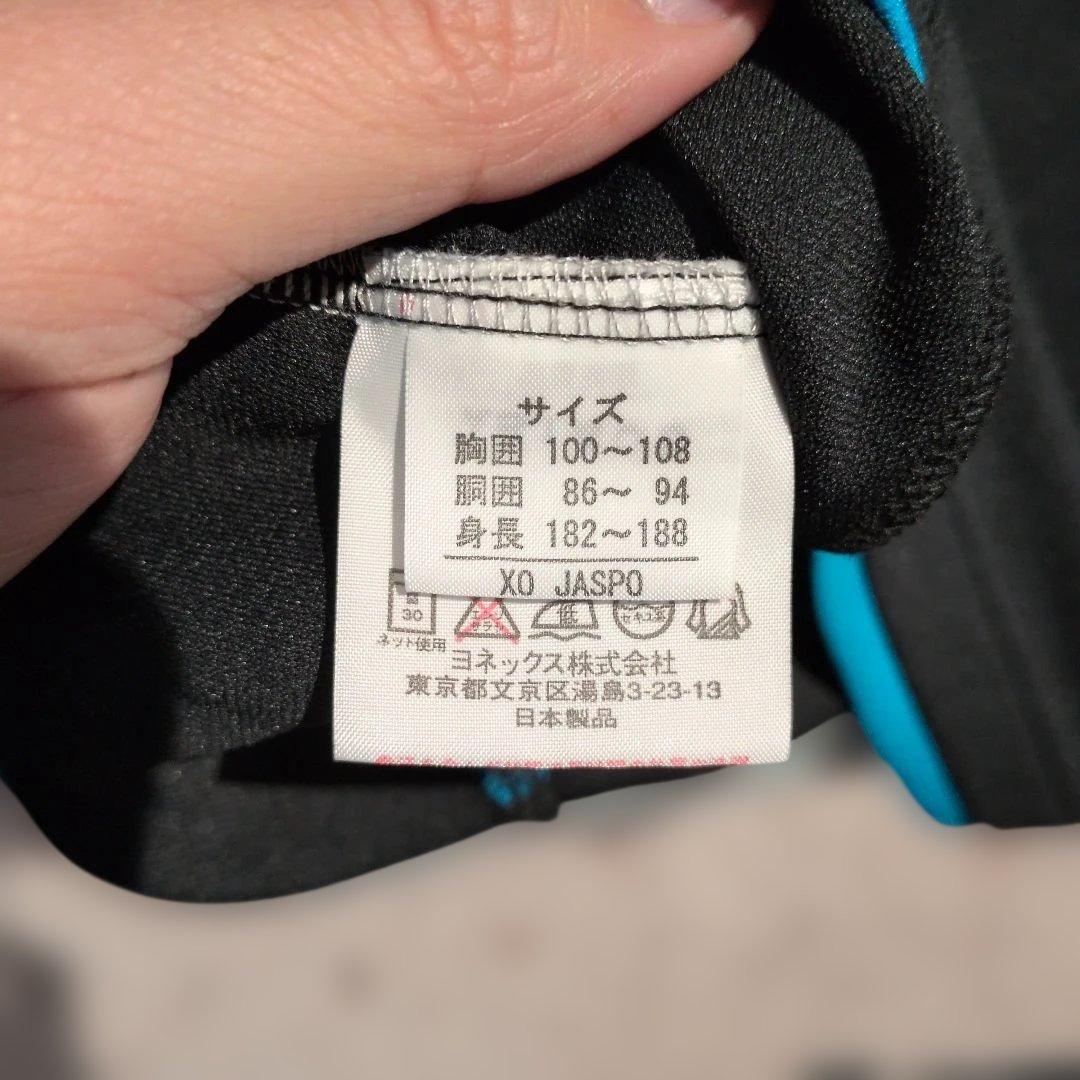 サイズ
胸囲 100～108
胴囲 86～ 94
身長 182～188
XO JASPO
30
低
ネット使用
ヨネックス株式会社
東京都文京区湯島3-23-13
日本製品